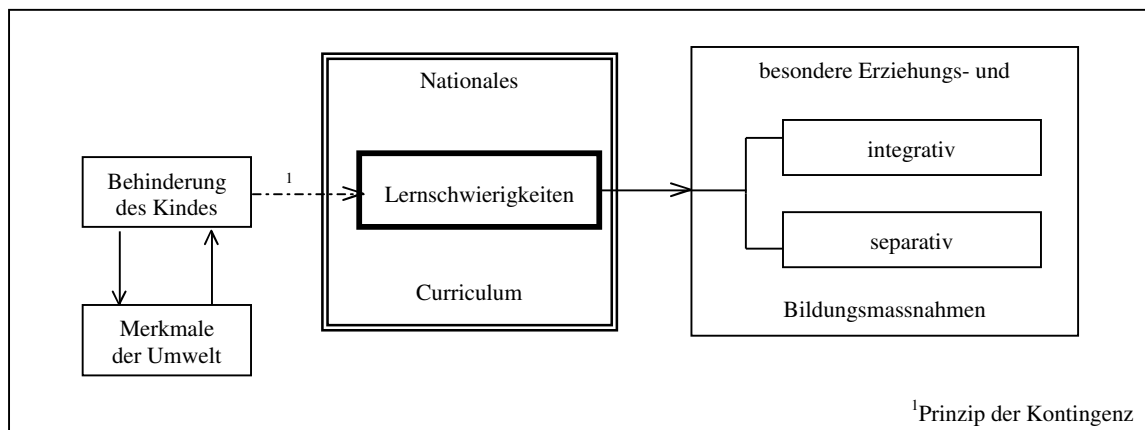 Behinderung
des Kindes
Merkmale
der Umwelt
1
Nationales
Lernschwierigkeiten
Curriculum
besondere Erziehungs- und
integrativ
separativ
Bildungsmassnahmen
1Prinzip der Kontingenz